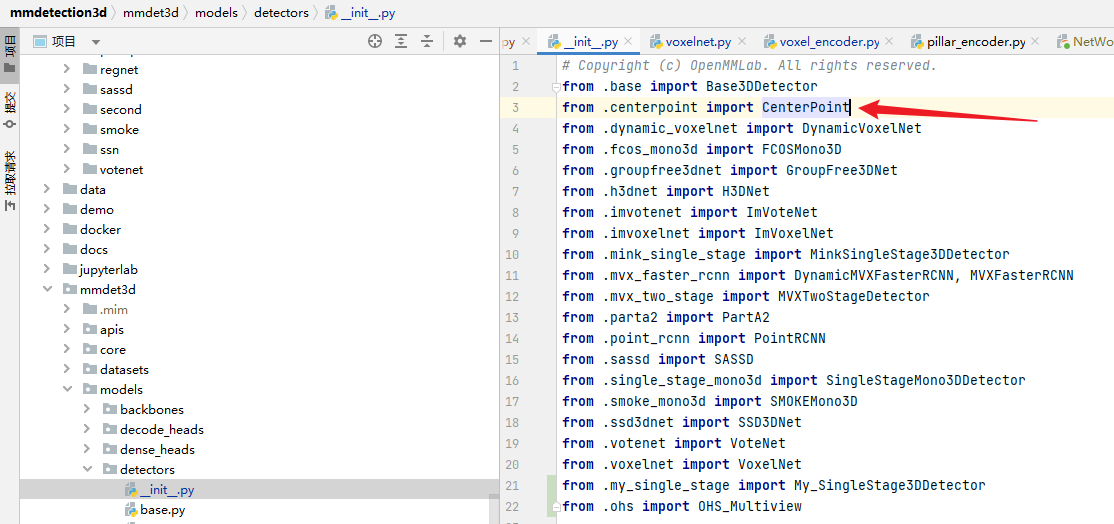 mmdetection3d › mmdet3d › models › detectors › __init__.py
项目
提交
拉取请求
项目
regnet
sassd
second
smoke
ssn
votenet
data
demo
docker
docs
jupyterlab
mmdet3d
.mim
apis
core
datasets
models
backbones
decode_heads
dense_heads
detectors
__init__.py
base.py
py
__init__.py
voxelnet.py
voxel_encoder.py
pillar_encoder.py
NetWo
1 # Copyright (c) OpenMMLab. All rights reserved.
2 from .base import Base3DDetector
3 from .centerpoint import CenterPoint
4 from .dynamic_voxelnet import DynamicVoxelNet
5 from .fcos_mono3d import FCOSMono3D
6 from .groupfree3dnet import GroupFree3DNet
7 from .h3dnet import H3DNet
8 from .imvotenet import ImVoteNet
9 from .imvoxelnet import ImVoxelNet
10 from .mink_single_stage import MinkSingleStage3DDetector
11 from .mvx_faster_rcnn import DynamicMVXFasterRCNN, MVXFasterRCNN
12 from .mvx_two_stage import MVXTwoStageDetector
13 from .parta2 import PartA2
14 from .point_rcnn import PointRCNN
15 from .sassd import SASSD
16 from .single_stage_mono3d import SingleStageMono3DDetector
17 from .smoke_mono3d import SMOKEMono3D
18 from .ssd3dnet import SSD3DNet
19 from .votenet import VoteNet
20 from .voxelnet import VoxelNet
21 from .my_single_stage import My_SingleStage3DDetector
22 from .ohs import OHS_Multiview